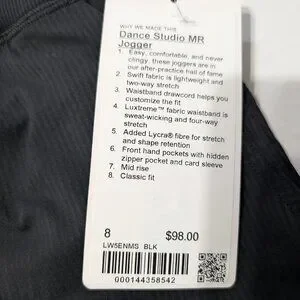 WHY WE MADE THIS
Dance Studio MR
Jogger
1. Easy, comfortable, and never
clingy, these joggers are in
our after-practice hall of fame
2. Swift fabric is lightweight and
two-way stretch
3. Waistband drawcord helps you
customize the fit
4. Luxtreme™ fabric waistband is
sweat-wicking and four-way
stretch
5. Added Lycra® fibre for stretch
and shape retention
6. Front hand pockets with hidden
zipper pocket and card sleeve
7. Mid rise
8. Classic fit
8 $98.00
LW5ENMS BLK
000144358542